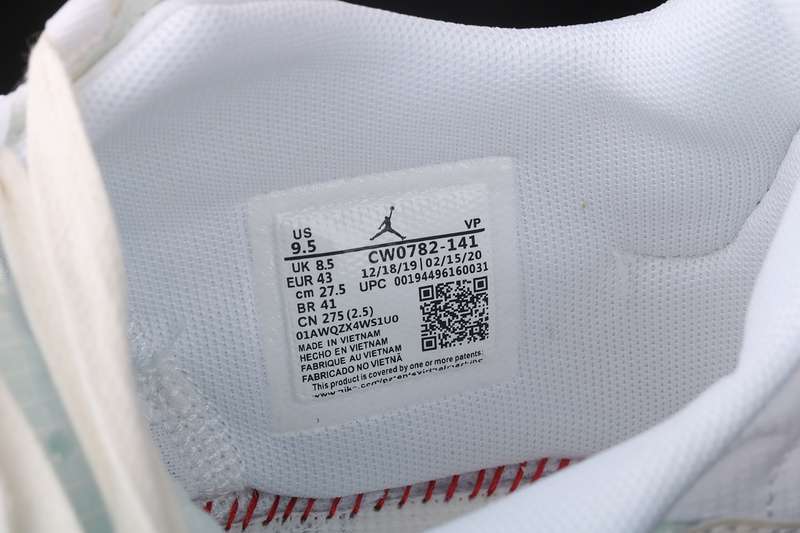 US VP
9.5
UK 8.5 CW0782-141
EUR 43 12/18/19|02/15/20
cm 27.5 UPC 00194496160031
BR 41
CN 275 (2.5)
01AWQZX4WS1U0
MADE IN VIETNAM
HECHO EN VIETNAM
FABRIQUE AU VIETNAM
FABRICADO NO VIETNÃ
This product is covered by one or more patents: